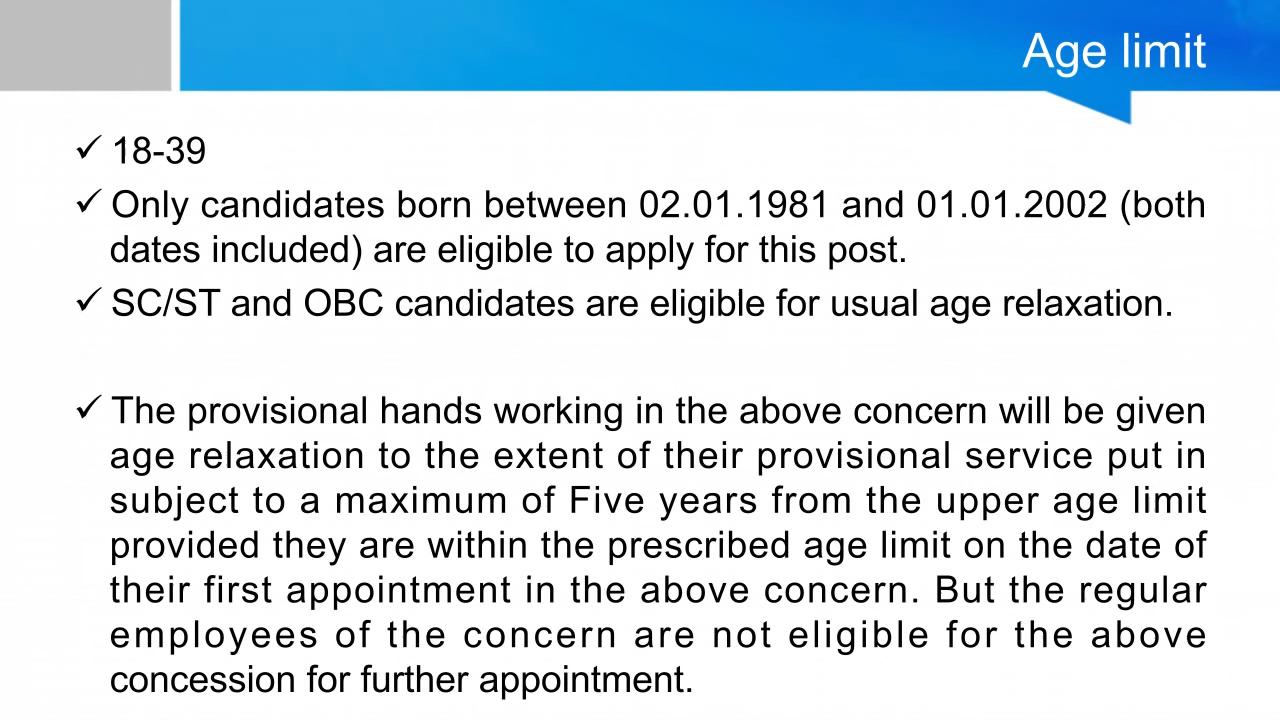 Age limit
✓ 18-39
✓ Only candidates born between 02.01.1981 and 01.01.2002 (both
dates included) are eligible to apply for this post.
✓ SC/ST and OBC candidates are eligible for usual age relaxation.
✓ The provisional hands working in the above concern will be given
age relaxation to the extent of their provisional service put in
subject to a maximum of Five years from the upper age limit
provided they are within the prescribed age limit on the date of
their first appointment in the above concern. But the regular
employees of the concern are not eligible for the above
concession for further appointment.